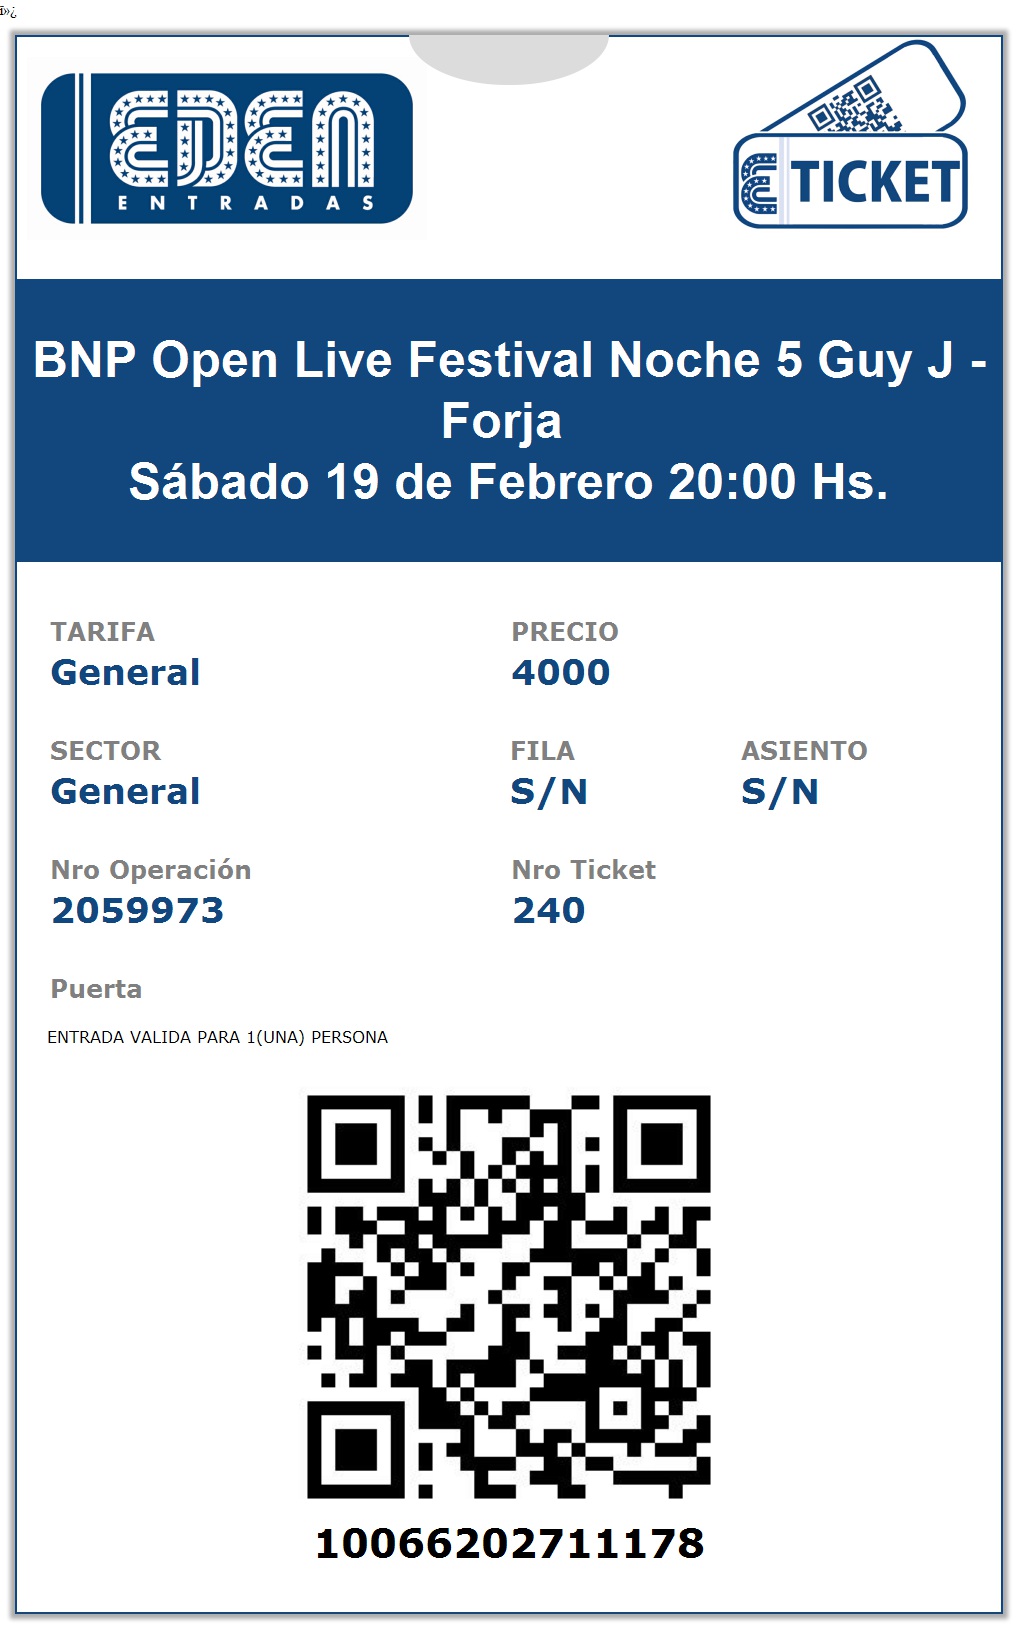 ï»¿
EDEN
ENTRADAS
E TICKET
BNP Open Live Festival Noche 5 Guy J -
Forja
Sábado 19 de Febrero 20:00 Hs.
TARIFA PRECIO
General 4000
SECTOR FILA ASIENTO
General S/N S/N
Nro Operación Nro Ticket
2059973 240
Puerta
ENTRADA VALIDA PARA 1(UNA) PERSONA
10066202711178